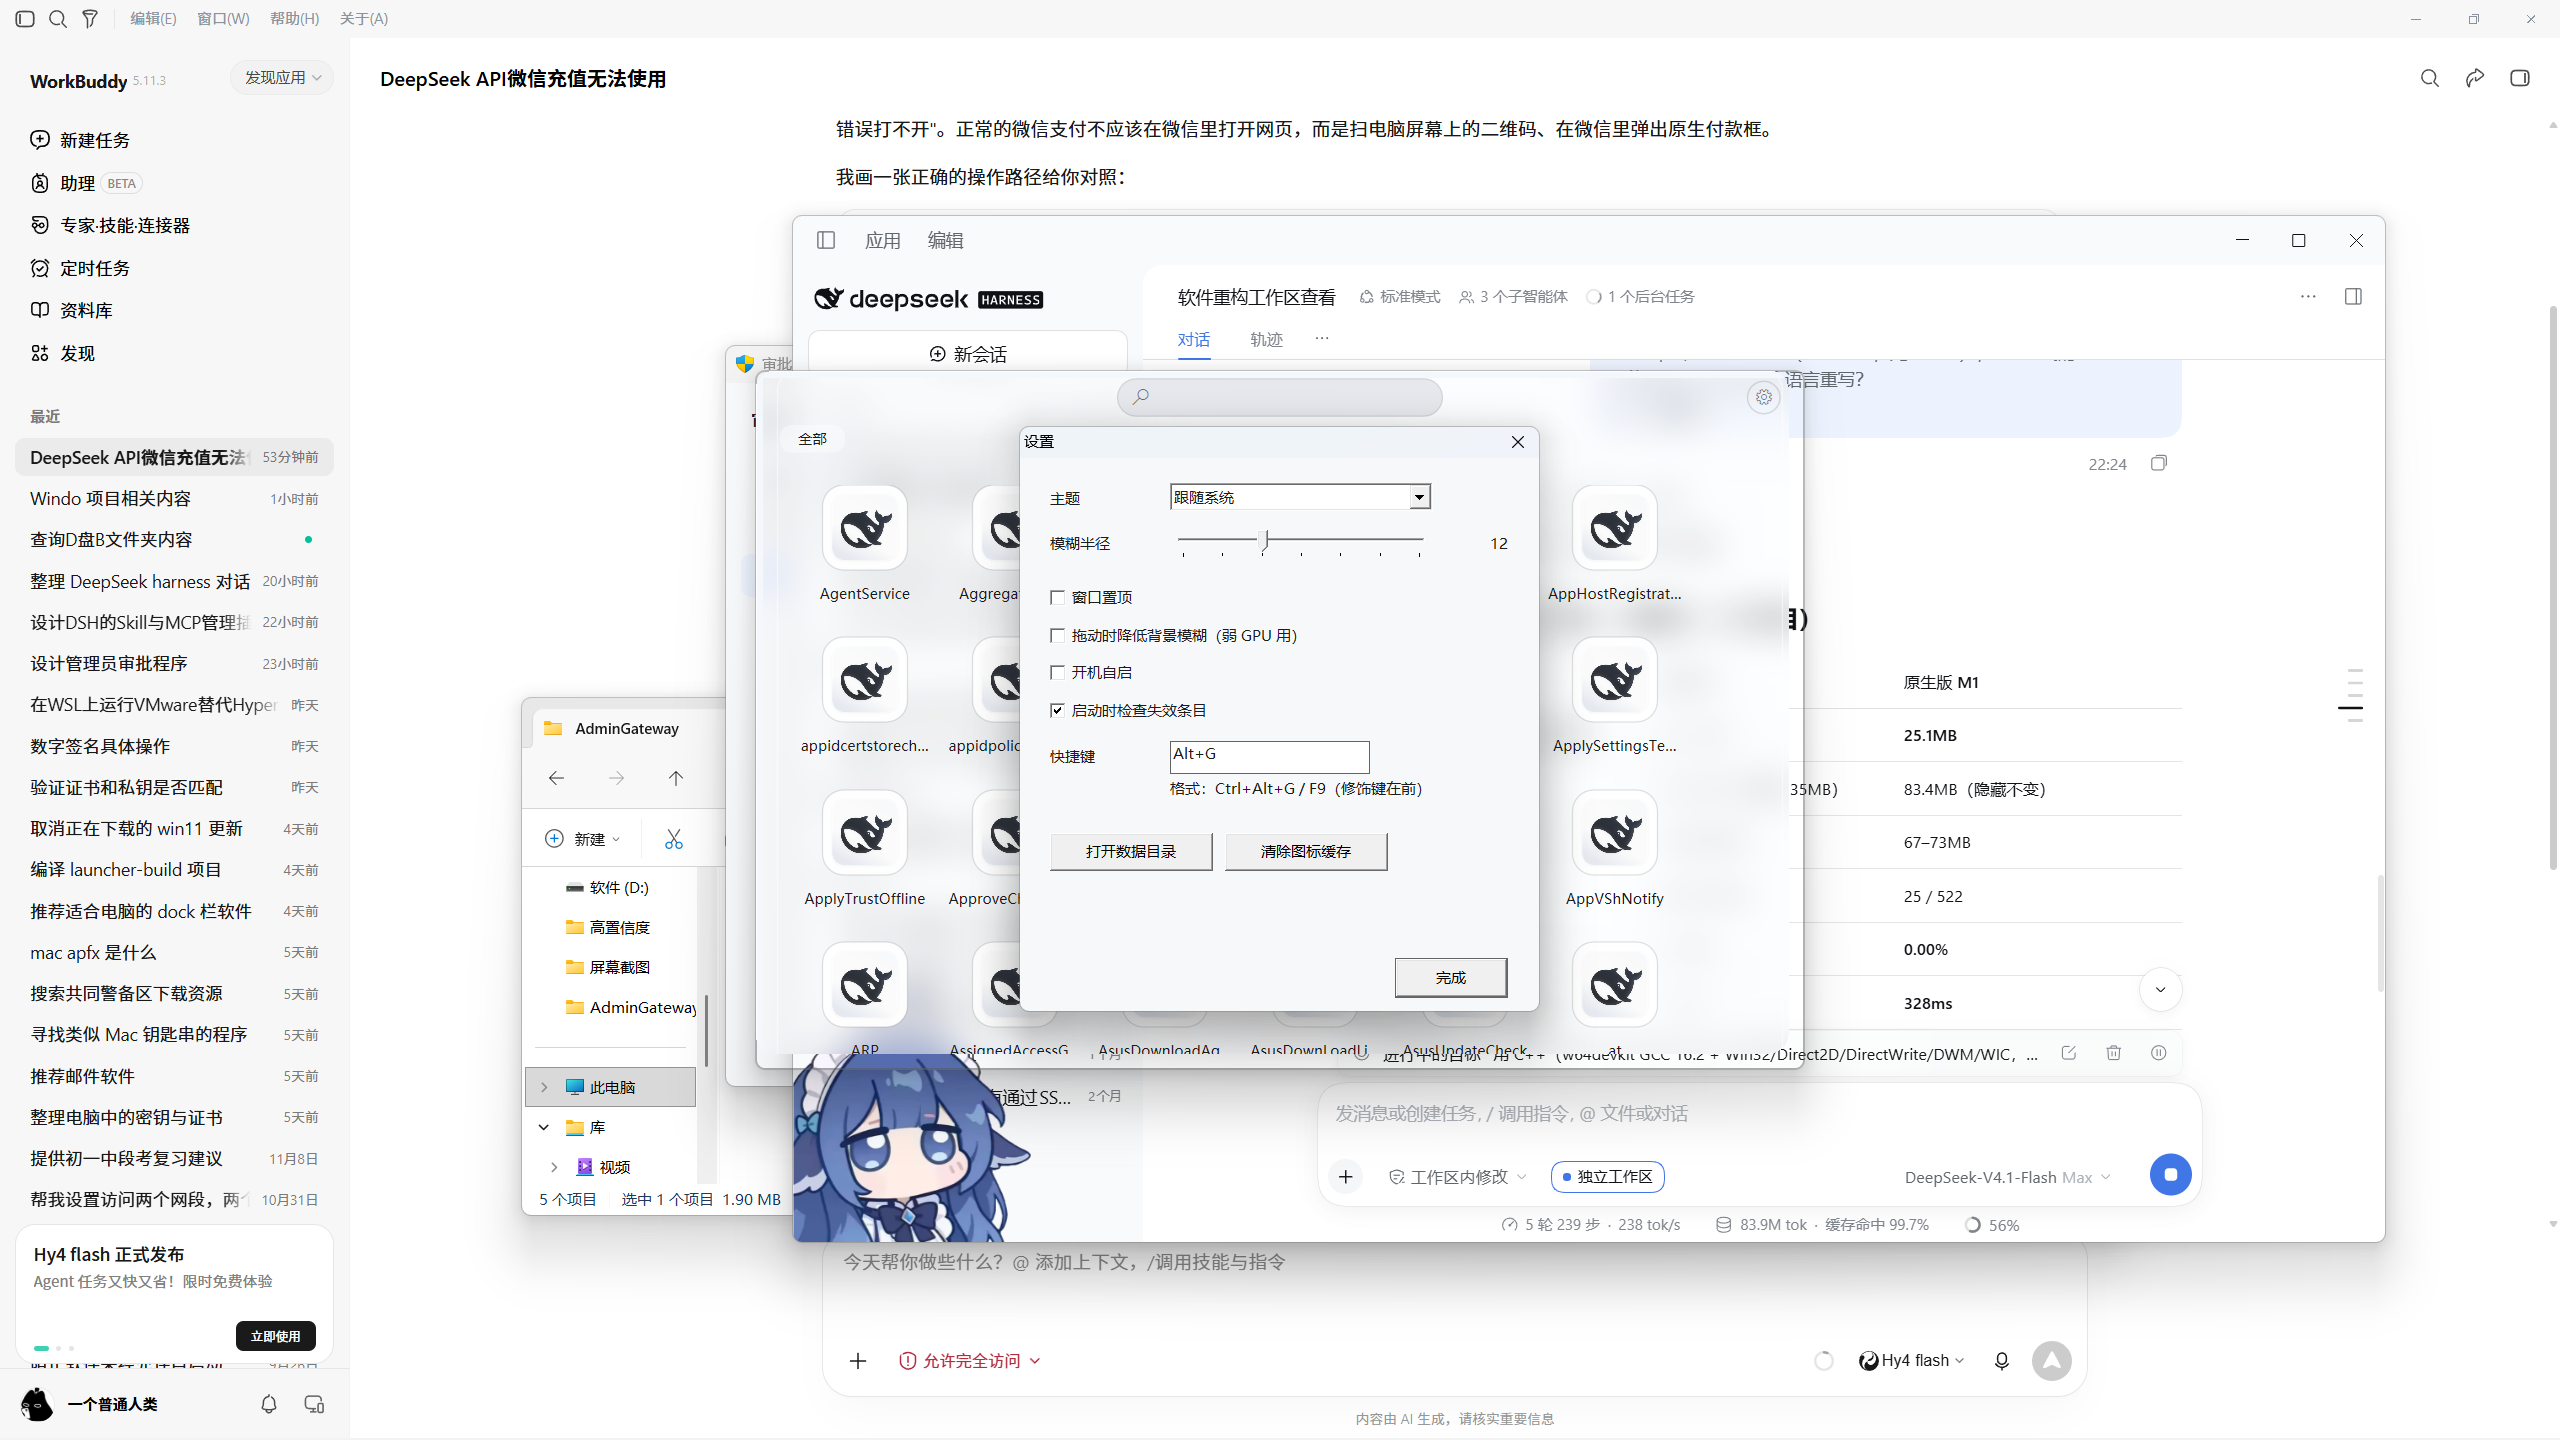 编辑(E) 窗口(W) 帮助(H) 关于(A)
WorkBuddy 5.11.3 发现应用
新建任务
助理 BETA
专家·技能·连接器
定时任务
资料库
发现
最近
DeepSeek API微信充值无法 53分钟前
Windo 项目相关内容 1小时前
查询D盘B文件夹内容
整理 DeepSeek harness 对话 20小时前
设计DSH的Skill与MCP管理插 22小时前
设计管理员审批程序 23小时前
在WSL上运行VMware替代Hyper 昨天
数字签名具体操作 昨天
验证证书和私钥是否匹配 昨天
取消正在下载的 win11 更新 4天前
编译 launcher-build 项目 4天前
推荐适合电脑的 dock 栏软件 4天前
mac apfx 是什么 5天前
搜索共同警备区下载资源 5天前
寻找类似 Mac 钥匙串的程序 5天前
推荐邮件软件 5天前
整理电脑中的密钥与证书 5天前
提供初一中段考复习建议 11月8日
帮我设置访问两个网段，两个 10月31日
Hy4 flash 正式发布
Agent 任务又快又省！限时免费体验
立即使用
一个普通人类
DeepSeek API微信充值无法使用
错误打不开"。正常的微信支付不应该在微信里打开网页，而是扫电脑屏幕上的二维码、在微信里弹出原生付款框。
我画一张正确的操作路径给你对照：
应用 编辑
deepseek HARNESS
新会话
软件重构工作区查看 标准模式 3 个子智能体 1 个后台任务
对话 轨迹 ···
语言重写？
22:24
原生版 M1
25.1MB
35MB） 83.4MB（隐藏不变）
67–73MB
25 / 522
0.00%
328ms
进行中的目标 用 C++（w64devkit GCC 16.2 + Win32/Direct2D/DirectWrite/DWM/WIC，...
通过SS... 2个月
发消息或创建任务, / 调用指令, @ 文件或对话
工作区内修改 独立工作区 DeepSeek-V4.1-Flash Max
5 轮 239 步 · 238 tok/s 83.9M tok · 缓存命中 99.7% 56%
审批
全部
AgentService
AppHostRegistrat...
appidcertstorech...
ApplySettingsTe...
ApplyTrustOffline
AppVShNotify
ARP AssignedAccessG AsusDownloadAg AsusDownLoadLi AsusUpdateCheck at
设置
主题 跟随系统
模糊半径 12
窗口置顶
拖动时降低背景模糊（弱 GPU 用）
开机自启
启动时检查失效条目
快捷键 Alt+G
格式：Ctrl+Alt+G / F9（修饰键在前）
打开数据目录 清除图标缓存
完成
AdminGateway
新建
软件 (D:)
高置信度
屏幕截图
AdminGateway
此电脑
库
视频
5 个项目 选中 1 个项目 1.90 MB
今天帮你做些什么？@ 添加上下文，/调用技能与指令
允许完全访问 Hy4 flash
内容由 AI 生成，请核实重要信息